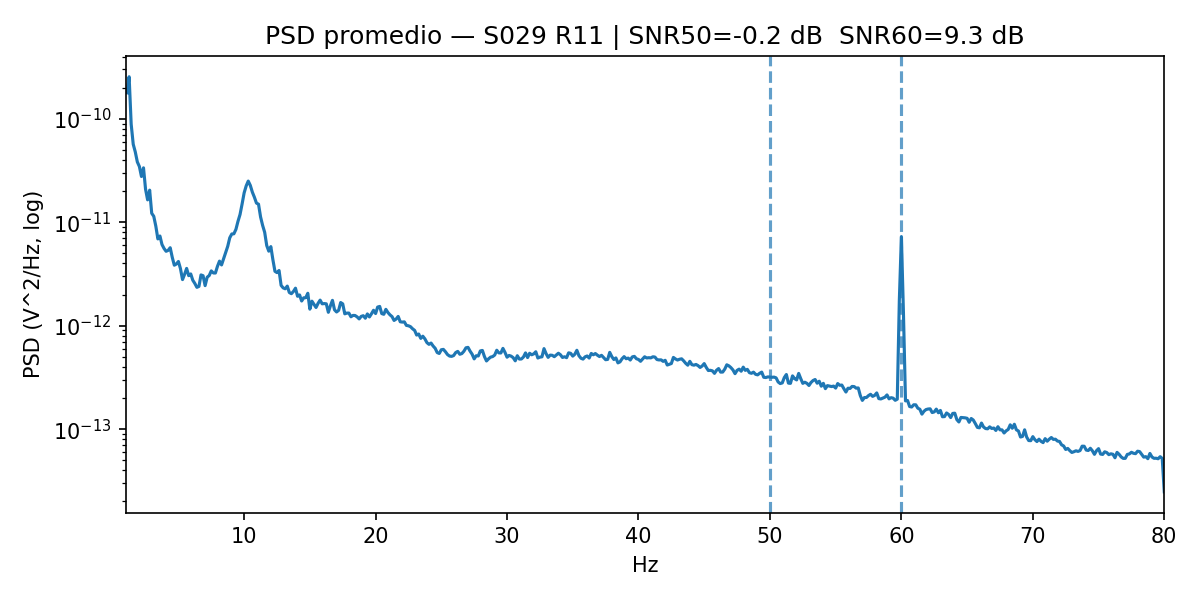 PSD promedio — S029 R11 | SNR50=-0.2 dB  SNR60=9.3 dB
PSD (V^2/Hz, log)
10⁻¹⁰
10⁻¹¹
10⁻¹²
10⁻¹³
10 20 30 40 50 60 70 80
Hz